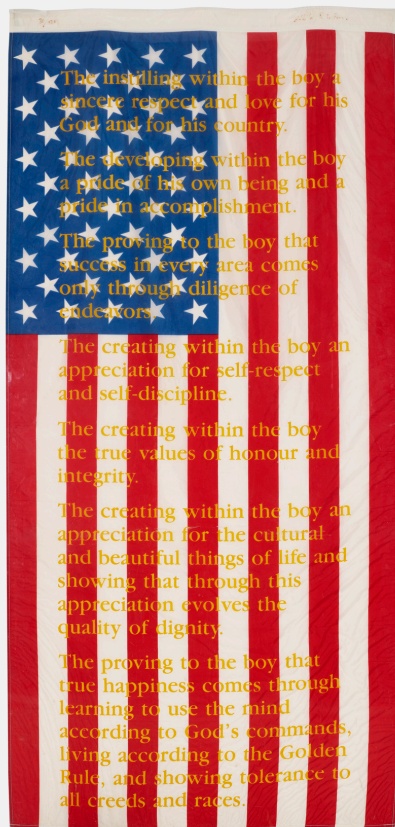 The instilling within the boy a
sincere respect and love for his
God and for his country.
The developing within the boy
a pride of his own being and a
pride in accomplishment.
The proving to the boy that
success in every area comes
only through diligence of
endeavors.
The creating within the boy an
appreciation for self-respect
and self-discipline.
The creating within the boy
the true values of honour and
integrity.
The creating within the boy an
appreciation for the cultural
and beautiful things of life and
showing that through this
appreciation evolves the
quality of dignity.
The proving to the boy that
true happiness comes through
learning to use the mind
according to God's commands,
living according to the Golden
Rule, and showing tolerance to
all creeds and races.